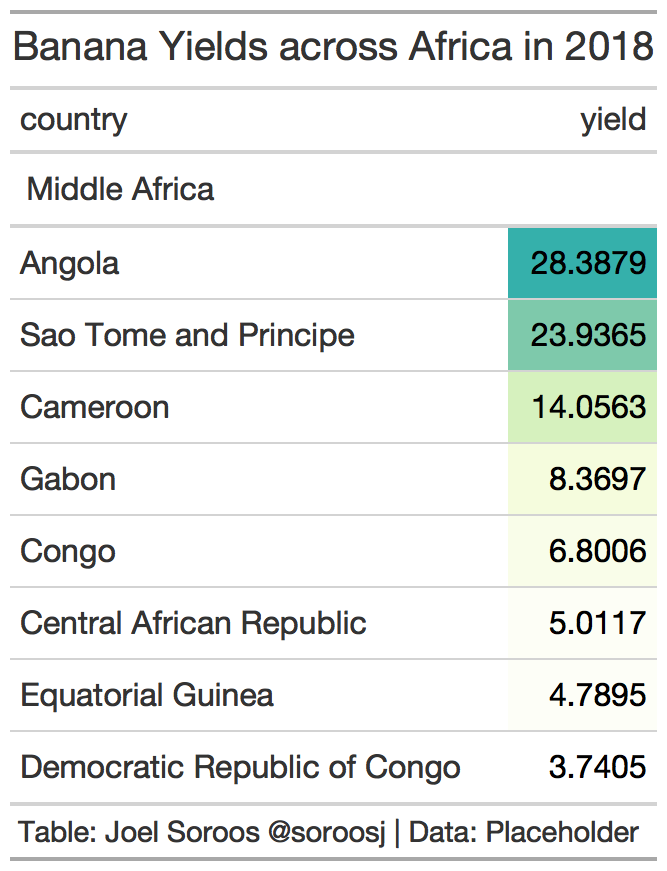 Banana Yields across Africa in 2018
country yield
Middle Africa
Angola 28.3879
Sao Tome and Principe 23.9365
Cameroon 14.0563
Gabon 8.3697
Congo 6.8006
Central African Republic 5.0117
Equatorial Guinea 4.7895
Democratic Republic of Congo 3.7405
Table: Joel Soroos @soroosj | Data: Placeholder